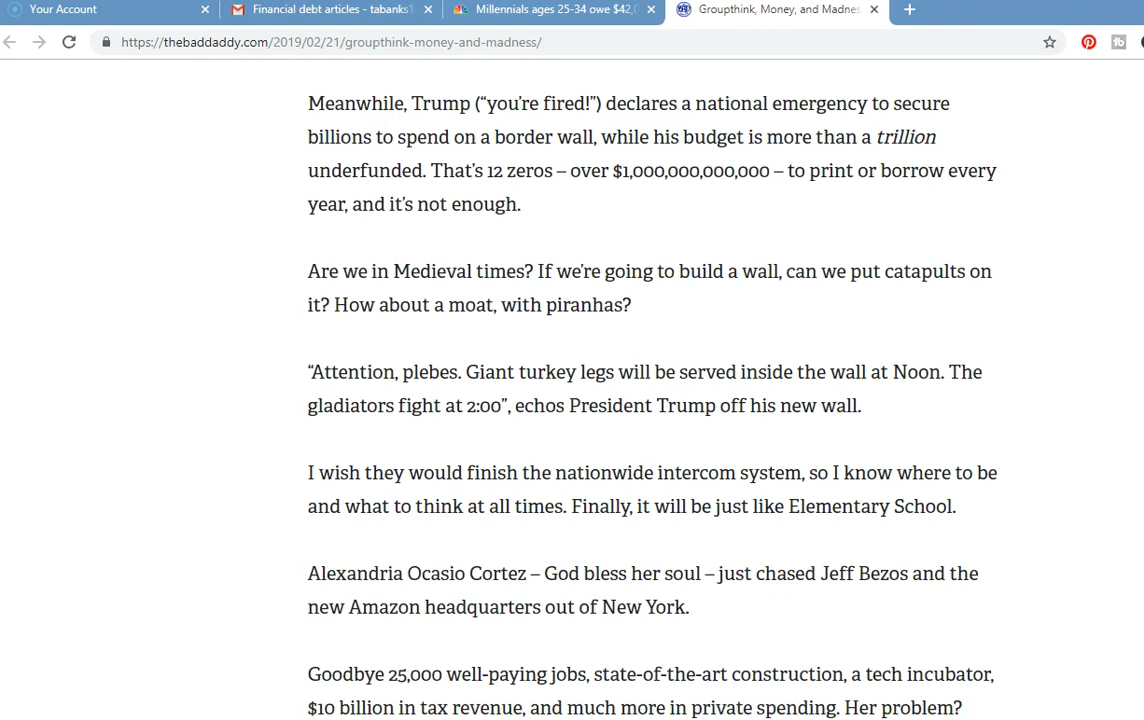 Your Account
Financial debt articles - tabanks1
Millennials ages 25-34 owe $42,0
Groupthink, Money, and Madnes
https://thebaddaddy.com/2019/02/21/groupthink-money-and-madness/
Meanwhile, Trump (“you’re fired!”) declares a national emergency to secure
billions to spend on a border wall, while his budget is more than a trillion
underfunded. That’s 12 zeros – over $1,000,000,000,000 – to print or borrow every
year, and it’s not enough.
Are we in Medieval times? If we’re going to build a wall, can we put catapults on
it? How about a moat, with piranhas?
“Attention, plebes. Giant turkey legs will be served inside the wall at Noon. The
gladiators fight at 2:00”, echos President Trump off his new wall.
I wish they would finish the nationwide intercom system, so I know where to be
and what to think at all times. Finally, it will be just like Elementary School.
Alexandria Ocasio Cortez – God bless her soul – just chased Jeff Bezos and the
new Amazon headquarters out of New York.
Goodbye 25,000 well-paying jobs, state-of-the-art construction, a tech incubator,
$10 billion in tax revenue, and much more in private spending. Her problem?